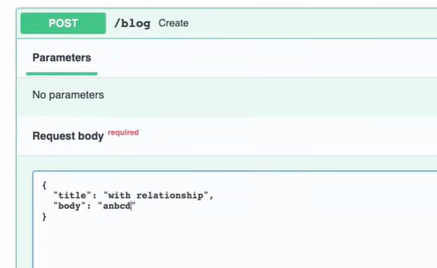 POST /blog Create
Parameters
No parameters
Request body required
{
"title": "with relationship",
"body": "anbcd"
}